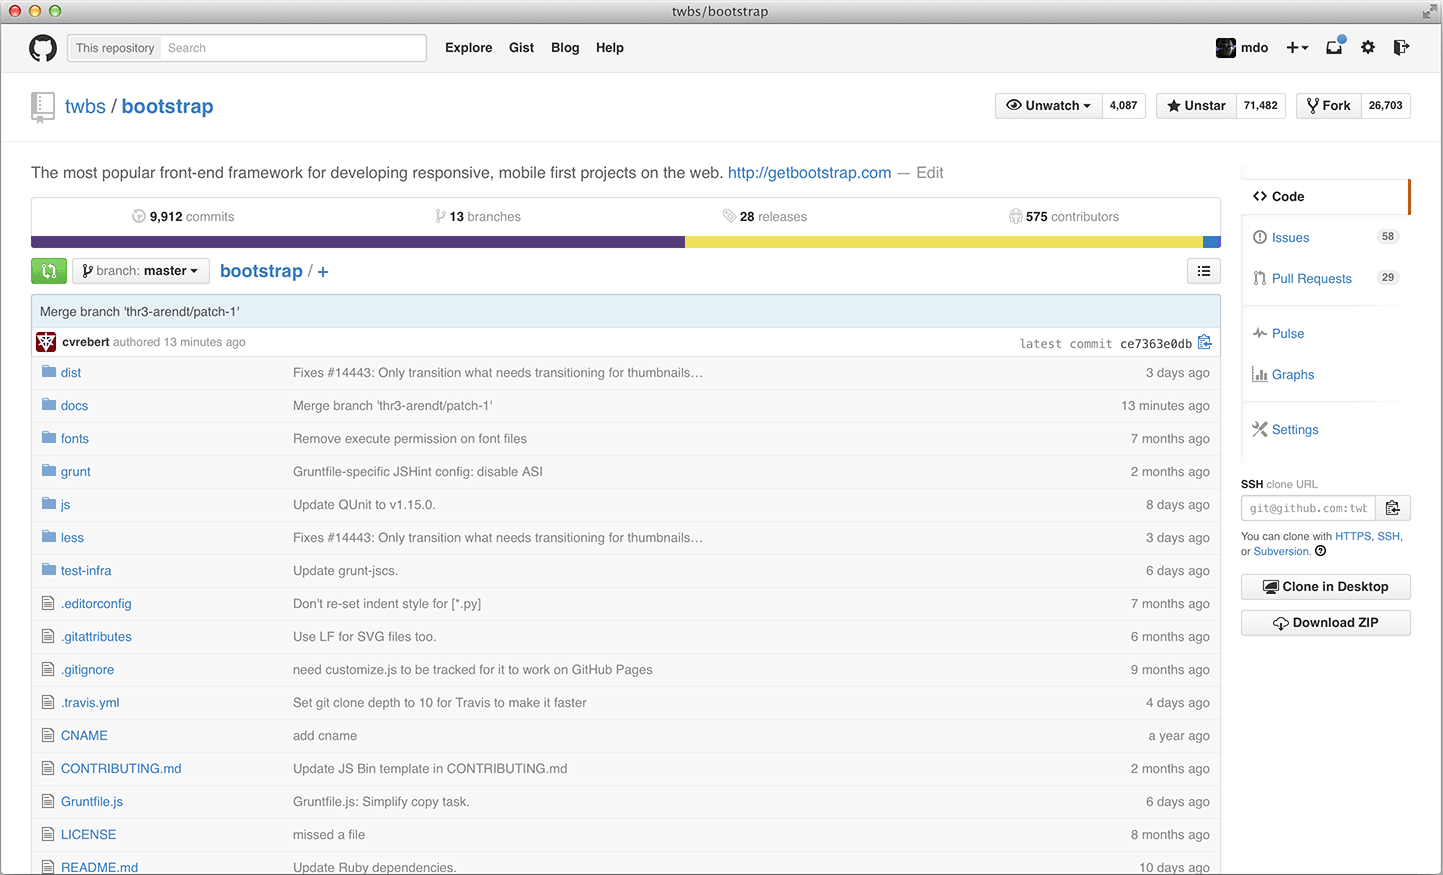 twbs/bootstrap
This repository Search Explore Gist Blog Help mdo
twbs / bootstrap Unwatch 4,087 Unstar 71,482 Fork 26,703
The most popular front-end framework for developing responsive, mobile first projects on the web. http://getbootstrap.com — Edit
9,912 commits 13 branches 28 releases 575 contributors
branch: master bootstrap / +
Merge branch 'thr3-arendt/patch-1'
cvrebert authored 13 minutes ago latest commit ce7363e0db
dist Fixes #14443: Only transition what needs transitioning for thumbnails… 3 days ago
docs Merge branch 'thr3-arendt/patch-1' 13 minutes ago
fonts Remove execute permission on font files 7 months ago
grunt Gruntfile-specific JSHint config: disable ASI 2 months ago
js Update QUnit to v1.15.0. 8 days ago
less Fixes #14443: Only transition what needs transitioning for thumbnails… 3 days ago
test-infra Update grunt-jscs. 6 days ago
.editorconfig Don't re-set indent style for [*.py] 7 months ago
.gitattributes Use LF for SVG files too. 6 months ago
.gitignore need customize.js to be tracked for it to work on GitHub Pages 9 months ago
.travis.yml Set git clone depth to 10 for Travis to make it faster 4 days ago
CNAME add cname a year ago
CONTRIBUTING.md Update JS Bin template in CONTRIBUTING.md 2 months ago
Gruntfile.js Gruntfile.js: Simplify copy task. 6 days ago
LICENSE missed a file 8 months ago
README.md Update Ruby dependencies. 10 days ago
Code
Issues 58
Pull Requests 29
Pulse
Graphs
Settings
SSH clone URL
git@github.com:twb
You can clone with HTTPS, SSH,
or Subversion.
Clone in Desktop
Download ZIP